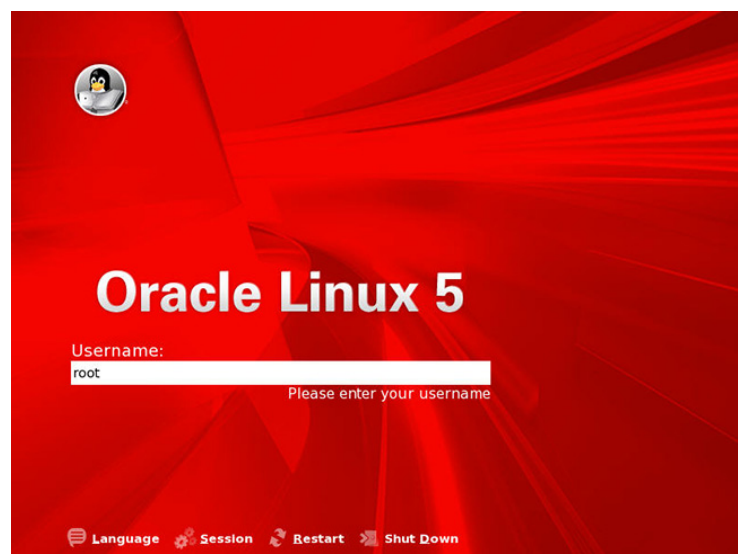 Oracle Linux 5
Username:
root
Please enter your username
Language Session Restart Shut Down